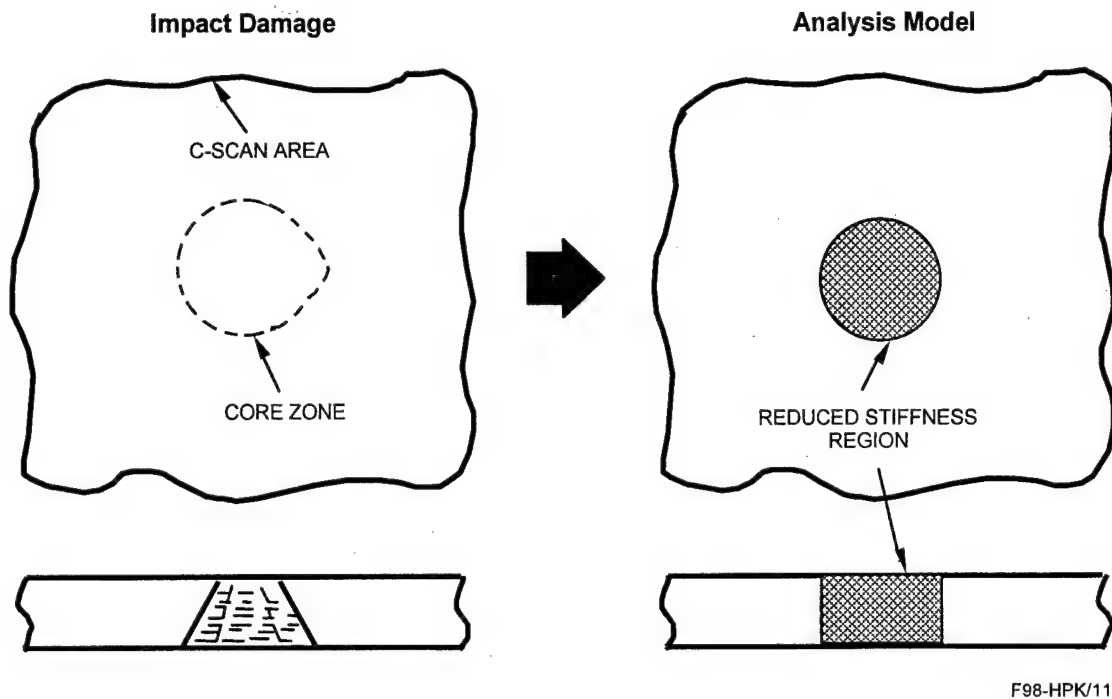 Impact Damage
Analysis Model
C-SCAN AREA
CORE ZONE
REDUCED STIFFNESS
REGION
F98-HPK/11